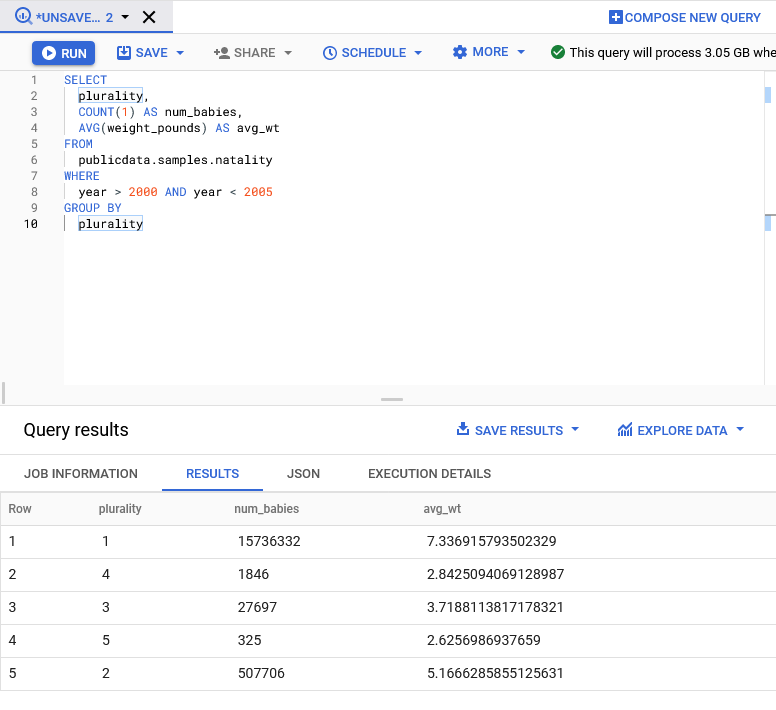 *UNSAVE... 2
COMPOSE NEW QUERY
RUN SAVE SHARE SCHEDULE MORE This query will process 3.05 GB whe
1 SELECT
2 plurality,
3 COUNT(1) AS num_babies,
4 AVG(weight_pounds) AS avg_wt
5 FROM
6 publicdata.samples.natality
7 WHERE
8 year > 2000 AND year < 2005
9 GROUP BY
10 plurality
Query results SAVE RESULTS EXPLORE DATA
JOB INFORMATION RESULTS JSON EXECUTION DETAILS
Row plurality num_babies avg_wt
1 1 15736332 7.336915793502329
2 4 1846 2.8425094069128987
3 3 27697 3.7188113817178321
4 5 325 2.6256986937659
5 2 507706 5.1666285855125631